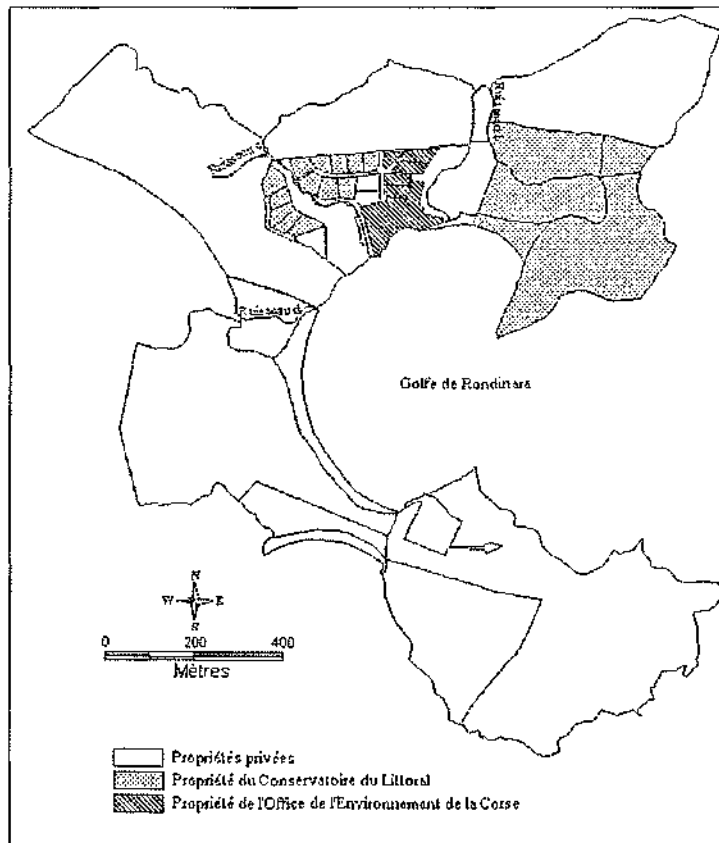 Ruisseau c
Ruisseau d
Ruisseau d.
Golfe de Rondinara
N
W E
S
0 200 400
Mètres
Propriétés privées
Propriété du Conservatoire du Littoral
Propriété de l'Office de l'Environnement de la Corse